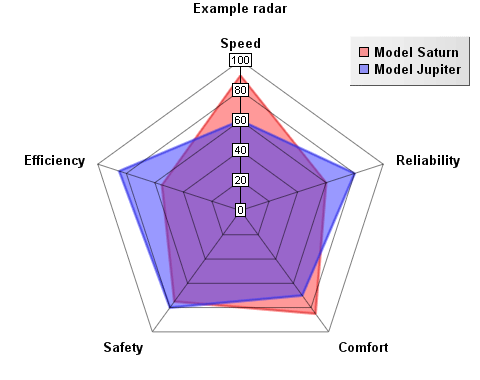 Example radar
Speed
Model Saturn
Model Jupiter
100
80
60
40
20
0
Efficiency
Reliability
Safety
Comfort